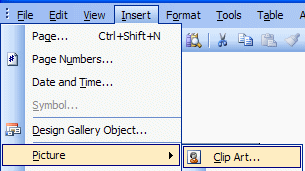 File Edit View Insert Format Tools Table
Page... Ctrl+Shift+N
Page Numbers...
Date and Time...
Symbol...
Design Gallery Object...
Picture Clip Art...